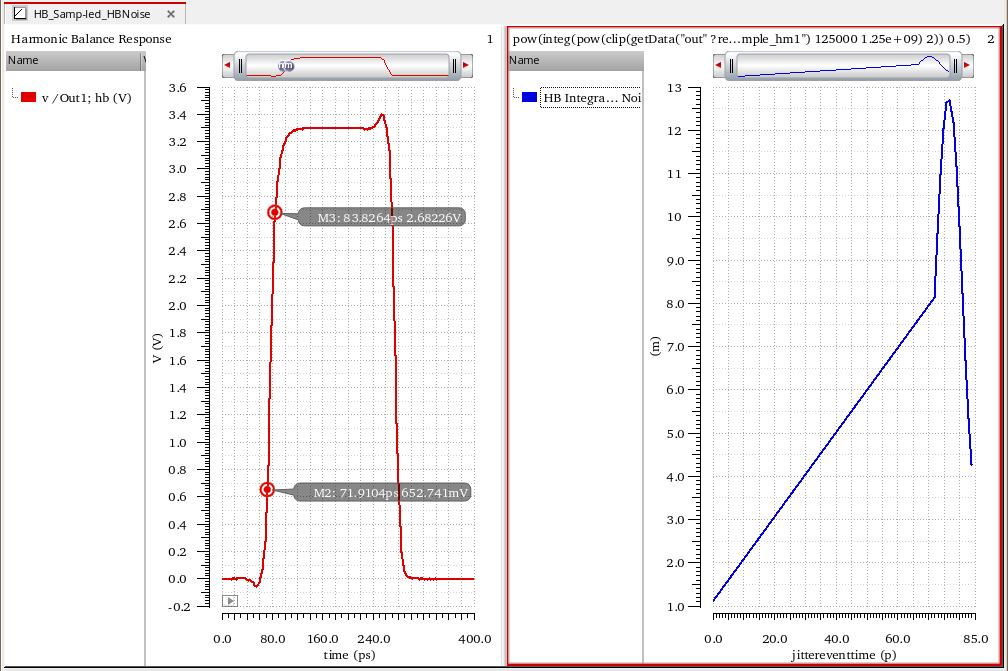 HB_Samp-led_HBNoise
Harmonic Balance Response 1
Name
v /Out1; hb (V)
3.6
3.4
3.2
3.0
2.8
2.6
2.4
2.2
2.0
1.8
1.6
1.4
1.2
1.0
0.8
0.6
0.4
0.2
0.0
-0.2
V (V)
M3: 83.8264ps 2.68226V
M2: 71.9104ps 652.741mV
0.0 80.0 160.0 240.0 400.0
time (ps)
pow(integ(pow(clip(getData("out" ?re...mple_hm1") 125000 1.25e+09) 2)) 0.5) 2
Name
HB Integra... Noi
13
12
11
10
9.0
8.0
7.0
6.0
5.0
4.0
3.0
2.0
1.0
(m)
0.0 20.0 40.0 60.0 85.0
jittereventtime (p)